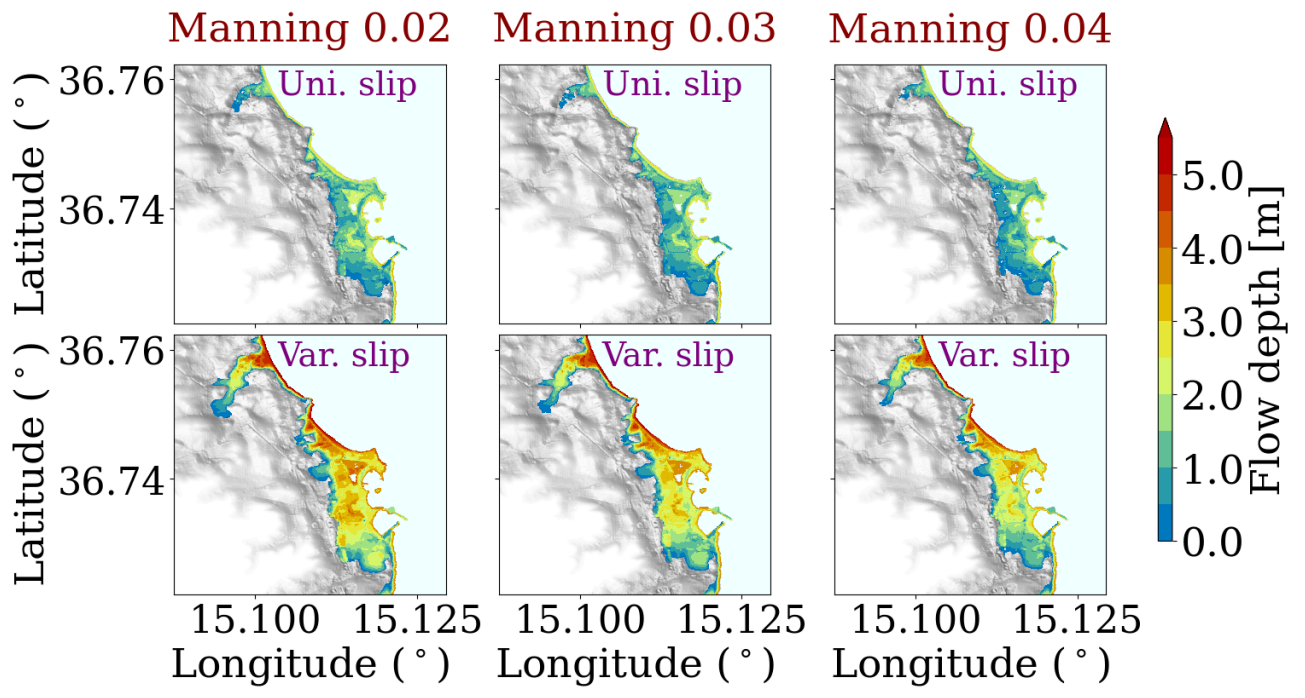 Manning 0.02 Manning 0.03 Manning 0.04
Latitude (°)
36.76
36.74
Uni. slip Uni. slip Uni. slip
Latitude (°)
36.76
36.74
Var. slip Var. slip Var. slip
15.100 15.125 15.100 15.125 15.100 15.125
Longitude (°) Longitude (°) Longitude (°)
5.0
4.0
3.0
2.0
1.0
0.0
Flow depth [m]